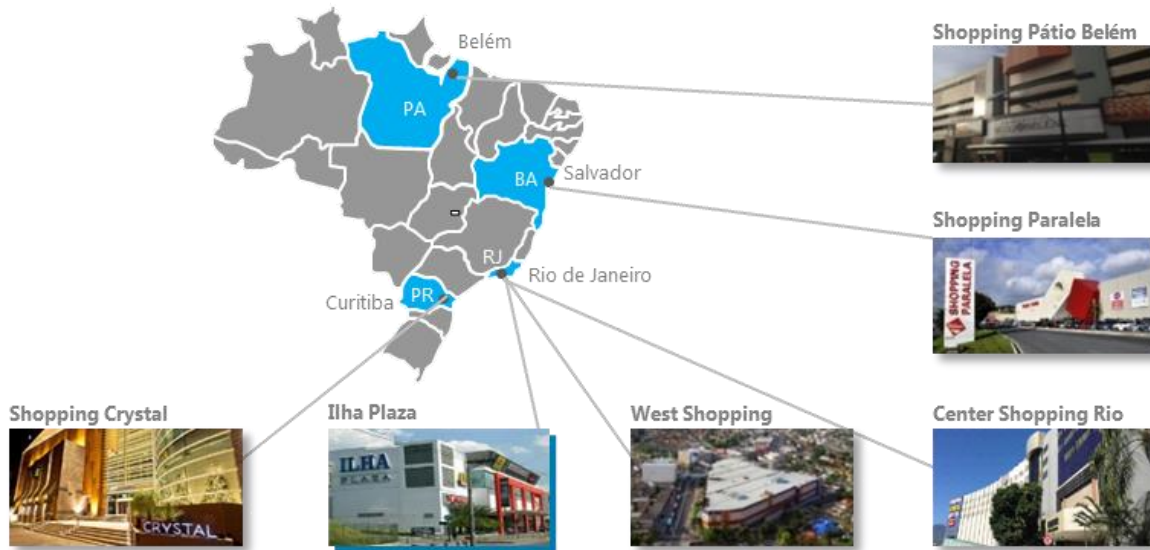 Shopping Pátio Belém
Belém
PA
BA
Salvador
Shopping Paralela
SHOPPING
PARALELA
RJ
Rio de Janeiro
PR
Curitiba
Shopping Crystal
Ilha Plaza
West Shopping
Center Shopping Rio
ILHA
PLAZA
CRYSTAL